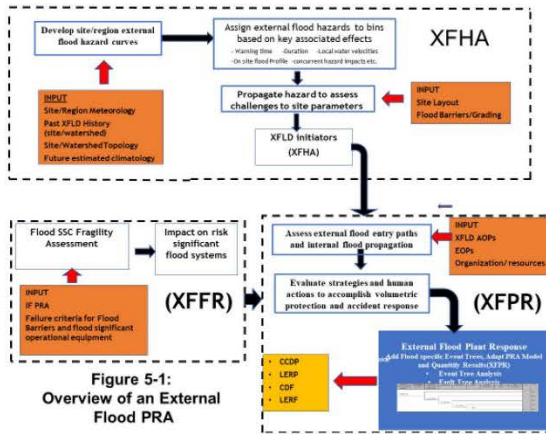 Develop site/region external
flood hazard curves
Assign external flood hazards to bins
based on key associated effects
- Warning time -Duration -Local water velocities
-On site flood Profile -concurrent hazard impacts etc.
XFHA
INPUT
Site/Region Meteorology
Past XFLD History
(site/watershed)
Site/Watershed Topology
Future estimated climatology
Propagate hazard to assess
challenges to site parameters
INPUT
Site Layout
Flood Barriers/Grading
XFLD initiators
(XFHA)
Flood SSC Fragility
Assessment
Impact on risk
significant
flood systems
INPUT
IF PRA
Failure criteria for Flood
Barriers and flood significant
operational equipment
(XFFR)
Assess external flood entry paths
and internal flood propagation
INPUT
XFLD AOPs
EOPs
Organization/ resources
Evaluate strategies and human
actions to accomplish volumetric
protection and accident response
(XFPR)
External Flood Plant Response
Add Flood specific Event Trees, Adapt PRA Model
and Quantify Results(XFPR)
• Event Tree Analysis
• Fault Tree Analysis
• CCDP
• LERP
• CDF
• LERF
Figure 5-1:
Overview of an External
Flood PRA